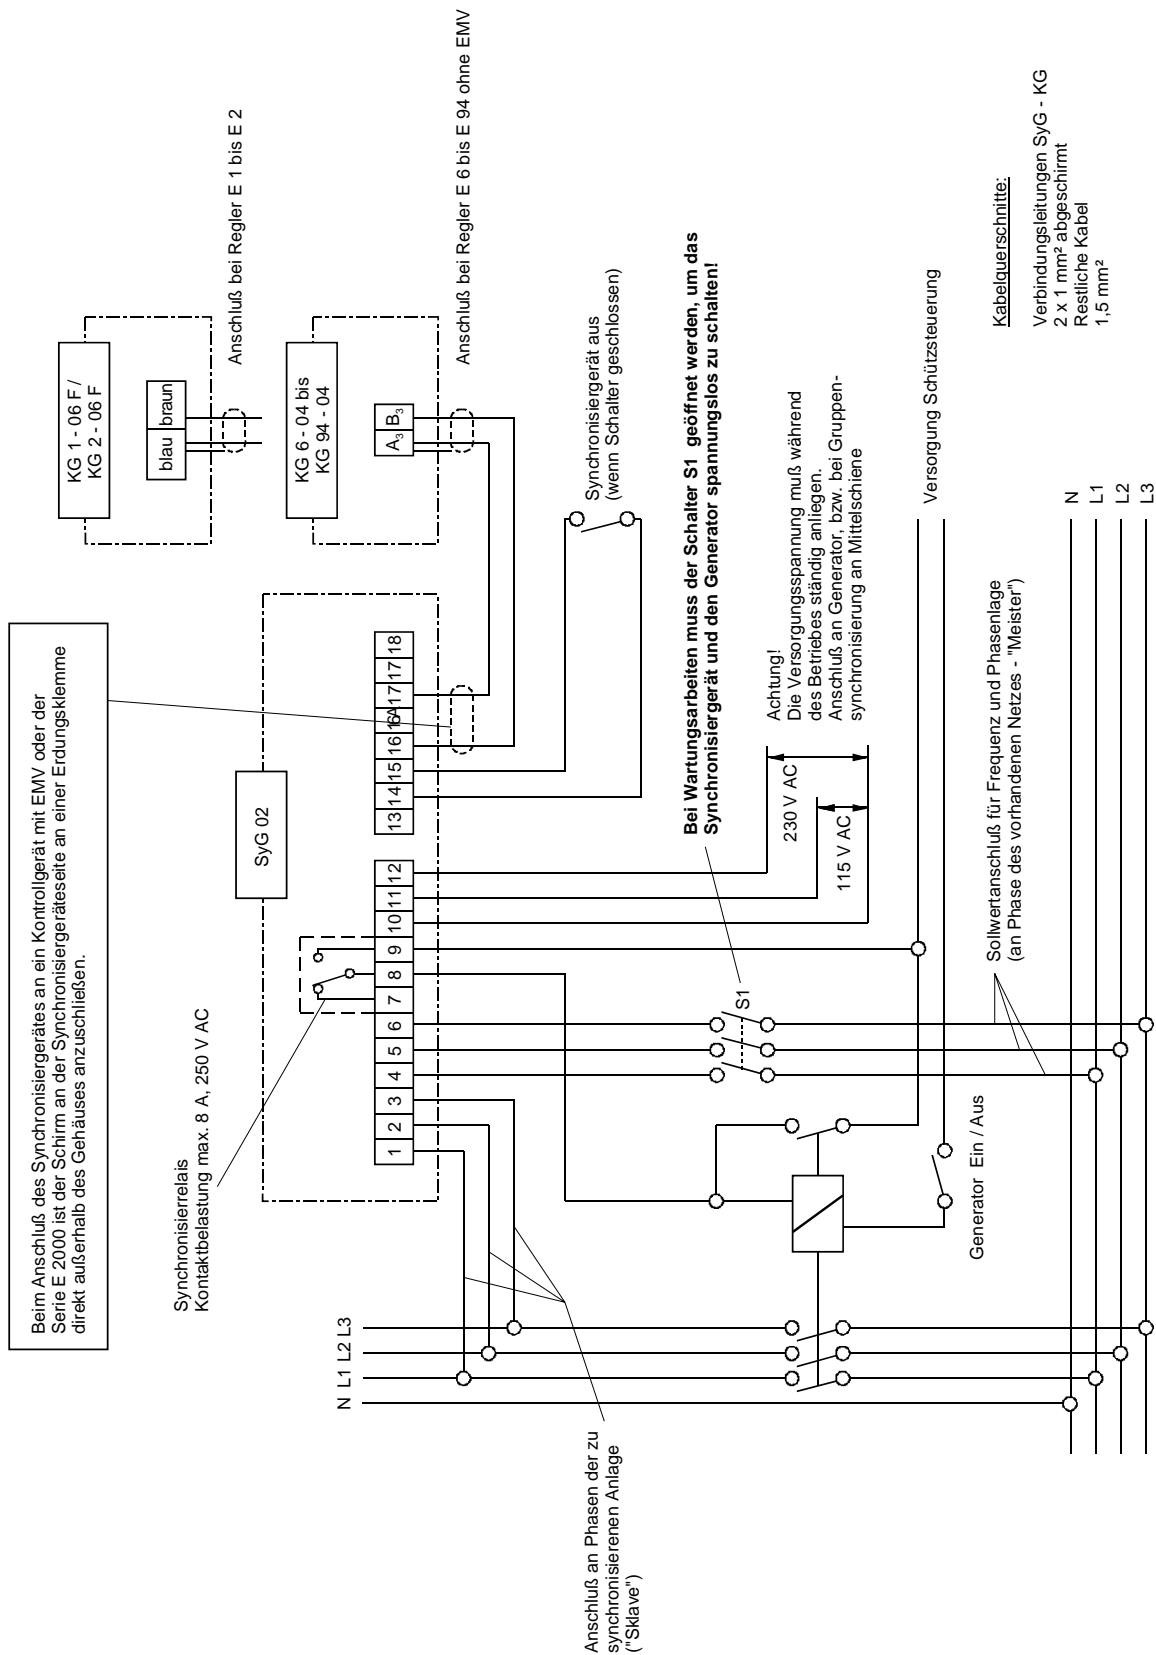 Beim Anschluß des Synchronisiergerätes an ein Kontrollgerät mit EMV oder der
Serie E 2000 ist der Schirm an der Synchronisiergeräteseite an einer Erdungsklemme
direkt außerhalb des Gehäuses anzuschließen.
KG 1 - 06 F /
KG 2 - 06 F
blau braun
Anschluß bei Regler E 1 bis E 2
KG 6 - 04 bis
KG 94 - 04
A3 B3
Anschluß bei Regler E 6 bis E 94 ohne EMV
SyG 02
Synchronisierrelais
Kontaktbelastung max. 8 A, 250 V AC
1 2 3 4 5 6 7 8 9 10 11 12
13 14 15 16 16A 17 17 18
Synchronisiergerät aus
(wenn Schalter geschlossen)
Bei Wartungsarbeiten muss der Schalter S1 geöffnet werden, um das
Synchronisiergerät und den Generator spannungslos zu schalten!
N L1 L2 L3
S1
230 V AC
115 V AC
Achtung!
Die Versorgungsspannung muß während
des Betriebes ständig anliegen.
Anschluß an Generator, bzw. bei Gruppen-
synchronisierung an Mittelschiene
Anschluß an Phasen der zu
synchronisierenen Anlage
("Sklave")
Generator Ein / Aus
Versorgung Schützsteuerung
Sollwertanschluß für Frequenz und Phasenlage
(an Phase des vorhandenen Netzes - "Meister")
N
L1
L2
L3
Kabelquerschnitte:
Verbindungsleitungen SyG - KG
2 x 1 mm² abgeschirmt
Restliche Kabel
1,5 mm²